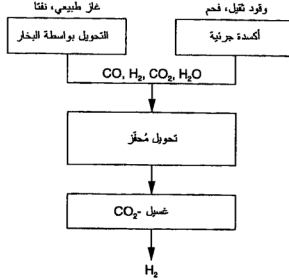 غاز طبيعي، نفتا
وقود ثقيل، فحم
التحويل بواسطة البخار
أكسدة جزئية
CO, H₂, CO₂, H₂O
تحويل مُحفّز
غسيل -CO₂
H₂